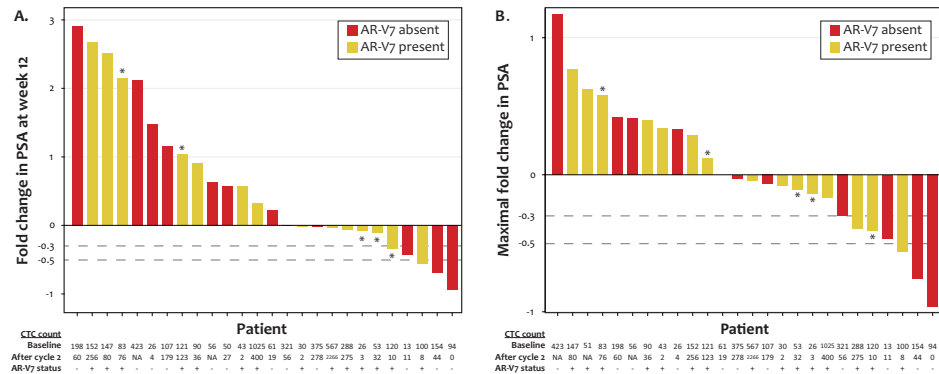 A.
AR-V7 absent
AR-V7 present
Fold change in PSA at week 12
3
2
1
0
-0.3
-0.5
-1
* * * * *
Patient
CTC count
Baseline 198 152 147 83 423 26 107 121 90 56 50 43 1025 61 321 30 375 567 288 26 53 120 13 100 154 94
After cycle 2 60 256 80 76 NA 4 179 123 36 NA 27 2 400 19 56 2 278 2266 275 3 32 10 11 8 44 0
AR-V7 status - + + + - - - + + - - + + - - + - + + + + + - + - -
B.
AR-V7 absent
AR-V7 present
Maximal fold change in PSA
1
0
-0.3
-0.5
-1
* * * * *
Patient
CTC count
Baseline 423 147 51 83 198 56 90 43 26 152 121 61 375 567 107 30 53 26 1025 321 288 120 13 100 154 94
After cycle 2 NA 80 NA 76 60 NA 36 2 4 256 123 19 278 2266 179 2 32 3 400 56 275 10 11 8 44 0
AR-V7 status - + + + - - + + - + + - - + - + + + + - + + - + - -